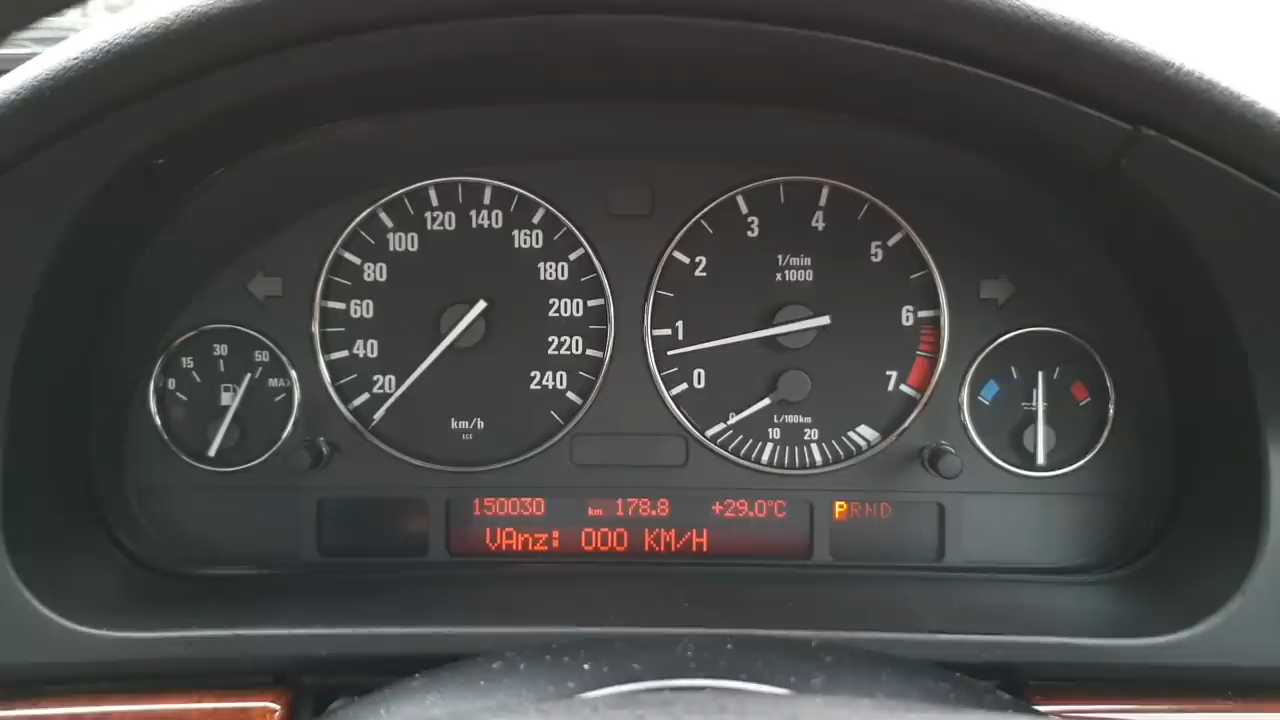 0 15 30 50 MAX
20 40 60 80 100 120 140 160 180 200 220 240
km/h
ECE
0 1 2 3 4 5 6 7
1/min
x1000
0 10 20
L/100km
150030 km 178.8 +29.0°C
VAnz: 000 KM/H
PRND